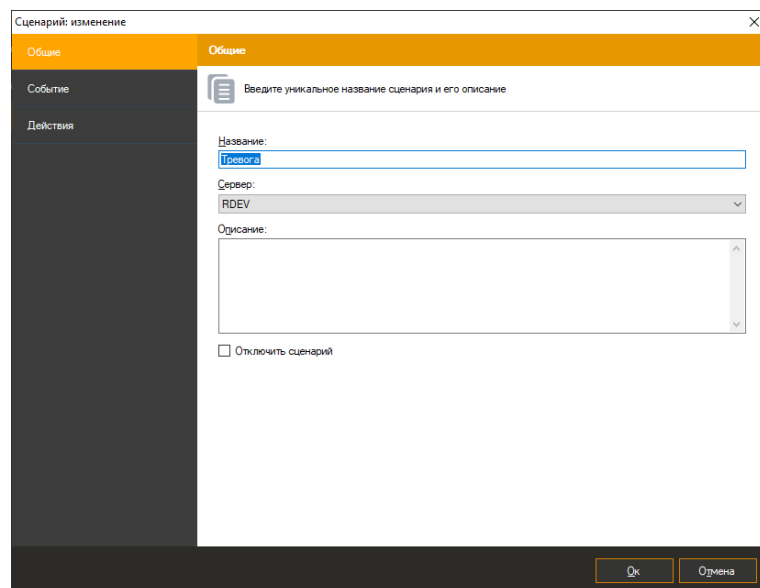 Сценарий: изменение
Общие
Событие
Действия
Общие
Введите уникальное название сценария и его описание
Название:
Тревога
Сервер:
RDEV
Описание:
Отключить сценарий
Ок
Отмена